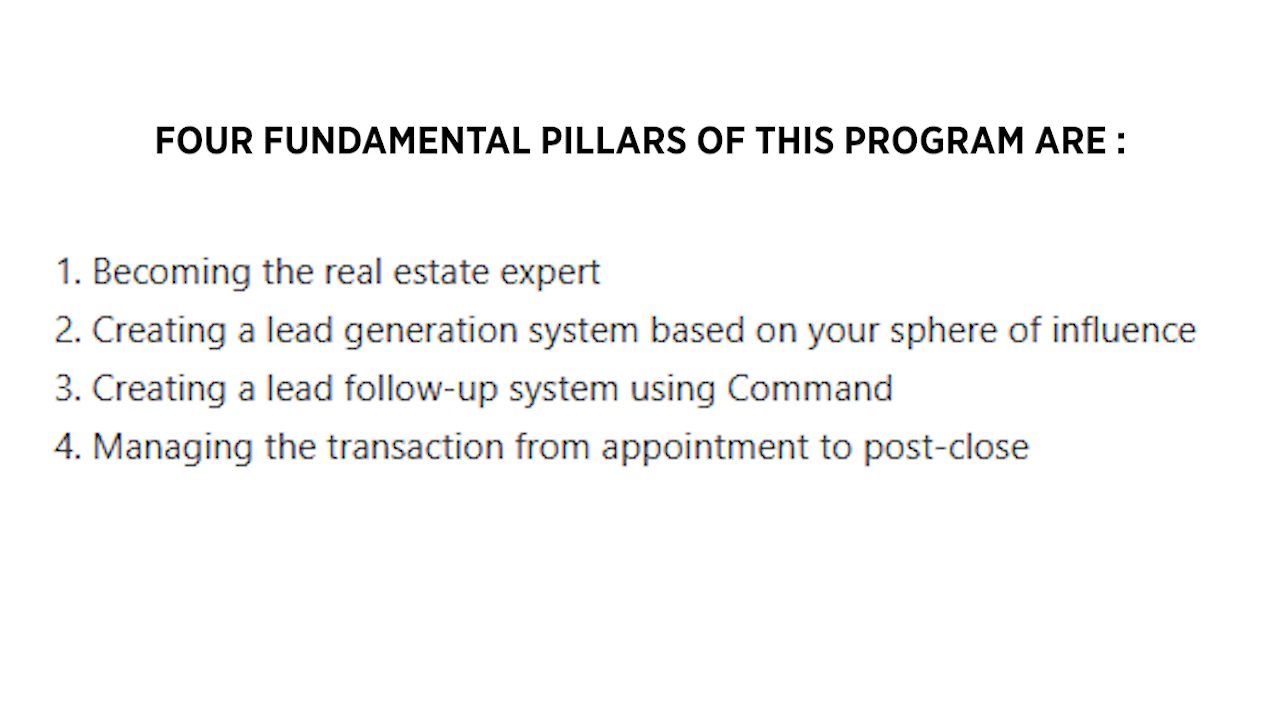 FOUR FUNDAMENTAL PILLARS OF THIS PROGRAM ARE :
1. Becoming the real estate expert
2. Creating a lead generation system based on your sphere of influence
3. Creating a lead follow-up system using Command
4. Managing the transaction from appointment to post-close